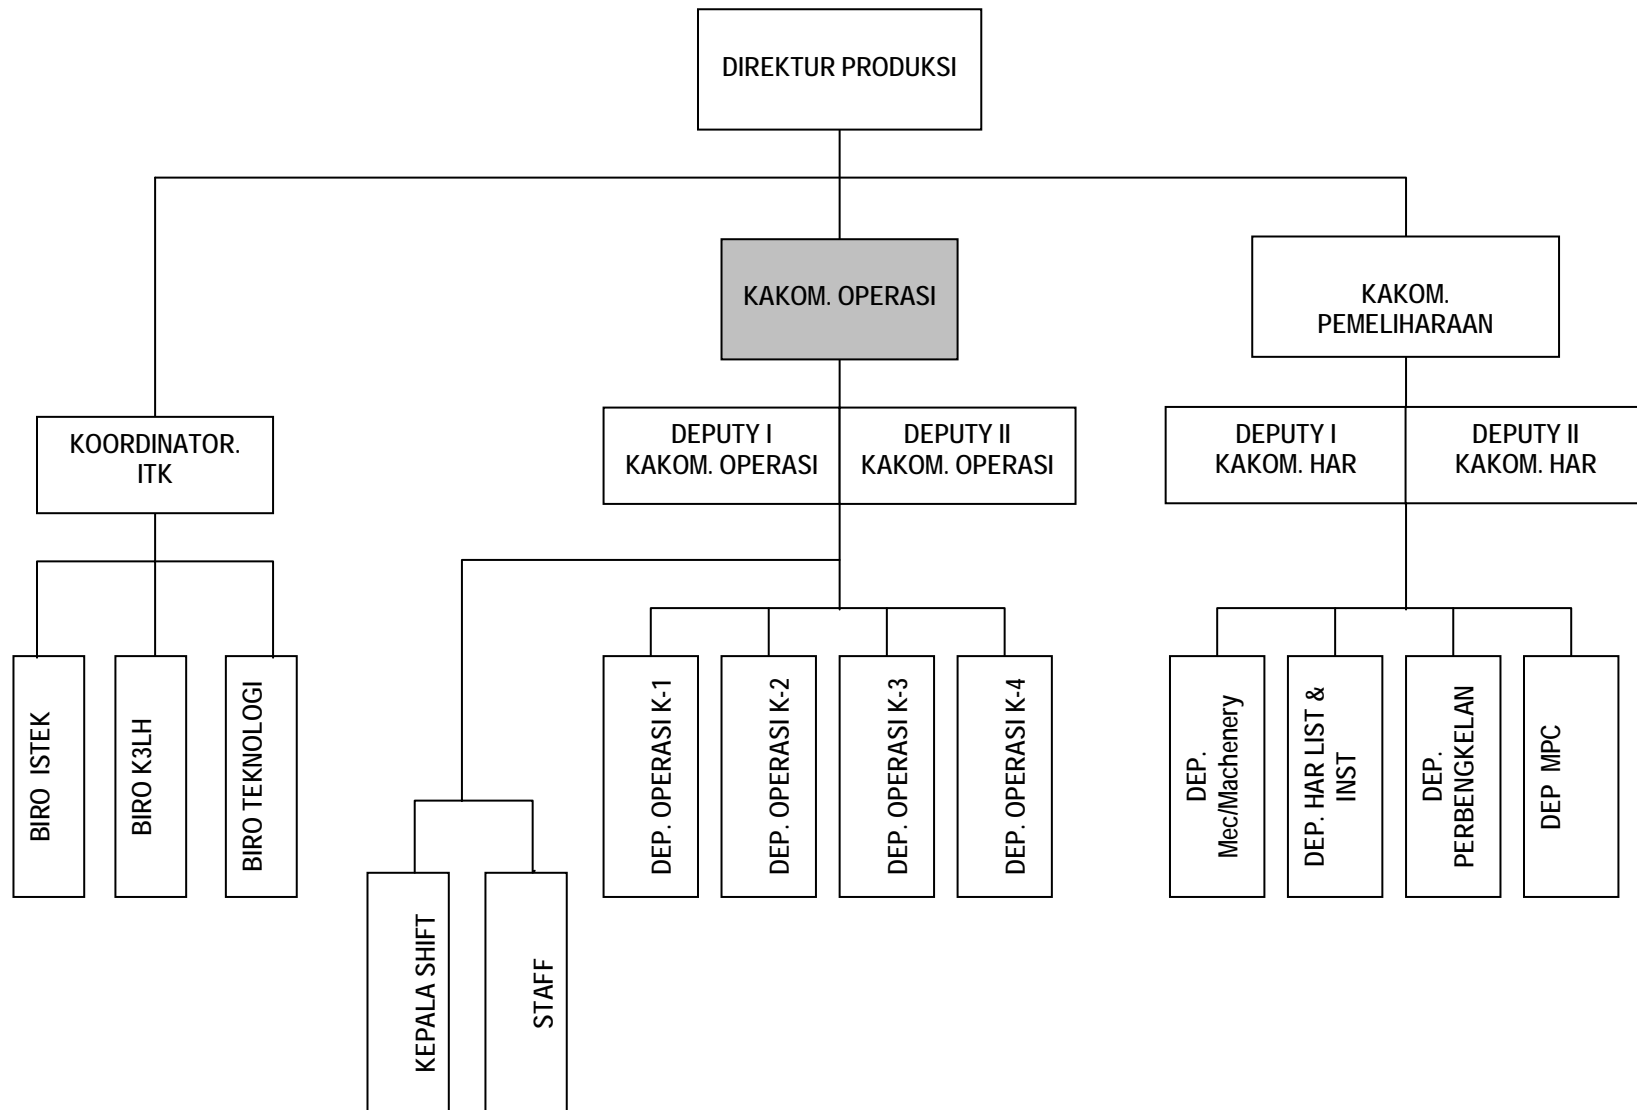 DIREKTUR PRODUKSI
KAKOM. OPERASI
KAKOM.
PEMELIHARAAN
KOORDINATOR.
ITK
DEPUTY I
KAKOM. OPERASI
DEPUTY II
KAKOM. OPERASI
DEPUTY I
KAKOM. HAR
DEPUTY II
KAKOM. HAR
BIRO ISTEK
BIRO K3LH
BIRO TEKNOLOGI
KEPALA SHIFT
STAFF
DEP. OPERASI K-1
DEP. OPERASI K-2
DEP. OPERASI K-3
DEP. OPERASI K-4
DEP.
Mec/Machenery
DEP. HAR LIST &
INST
DEP.
PERBENGKELAN
DEP MPC